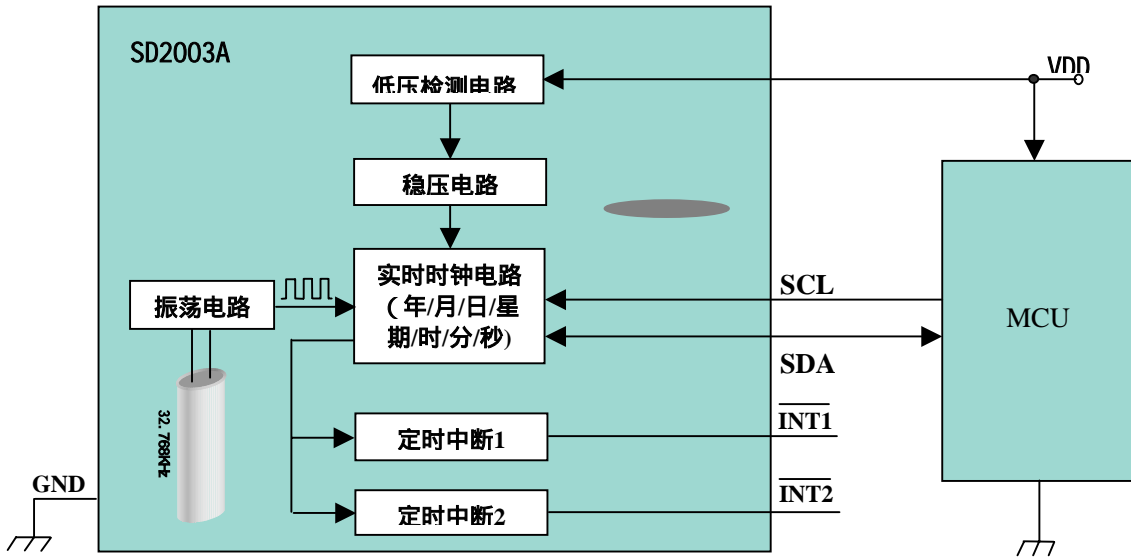 SD2003A
低压检测电路
VDD
稳压电路
实时时钟电路
（年/月/日/星
期/时/分/秒)
振荡电路
SCL
MCU
SDA
32.768KHz
INT1
定时中断1
GND
INT2
定时中断2